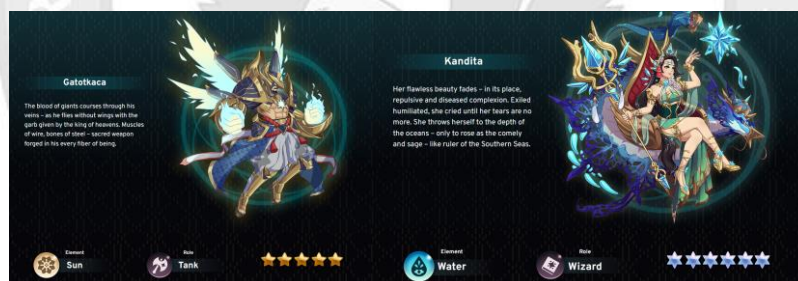 Gatotkaca
The blood of giants courses through his
veins – as he flies without wings with the
garb given by the king of heavens. Muscles
of wire, bones of steel – sacred weapon
forged in his every fiber of being.
Element
Sun
Role
Tank
Kandita
Her flawless beauty fades – in its place,
repulsive and diseased complexion. Exiled
humiliated, she cried until her tears are no
more. She throws herself to the depth of
the oceans – only to rose as the comely
and sage – like ruler of the Southern Seas.
Element
Water
Role
Wizard